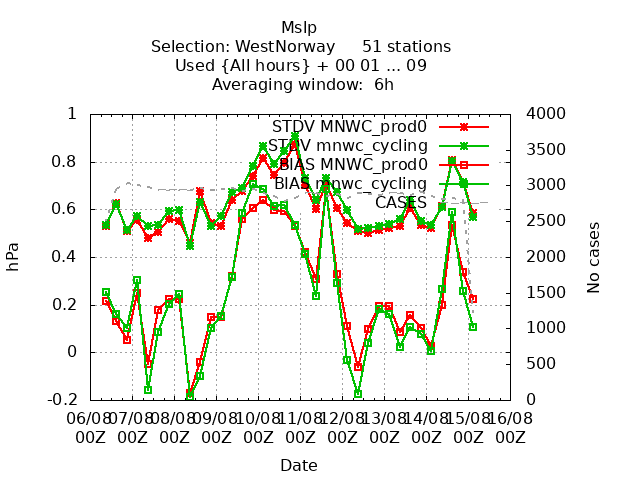 Mslp
Selection: WestNorway 51 stations
Used {All hours} + 00 01 ... 09
Averaging window: 6h
STDV MNWC_prod0
STDV mnwc_cycling
BIAS MNWC_prod0
BIAS mnwc_cycling
CASES
1
0.8
0.6
0.4
0.2
0
-0.2
hPa
4000
3500
3000
2500
2000
1500
1000
500
0
No cases
06/08 07/08 08/08 09/08 10/08 11/08 12/08 13/08 14/08 15/08 16/08
00Z 00Z 00Z 00Z 00Z 00Z 00Z 00Z 00Z 00Z 00Z
Date